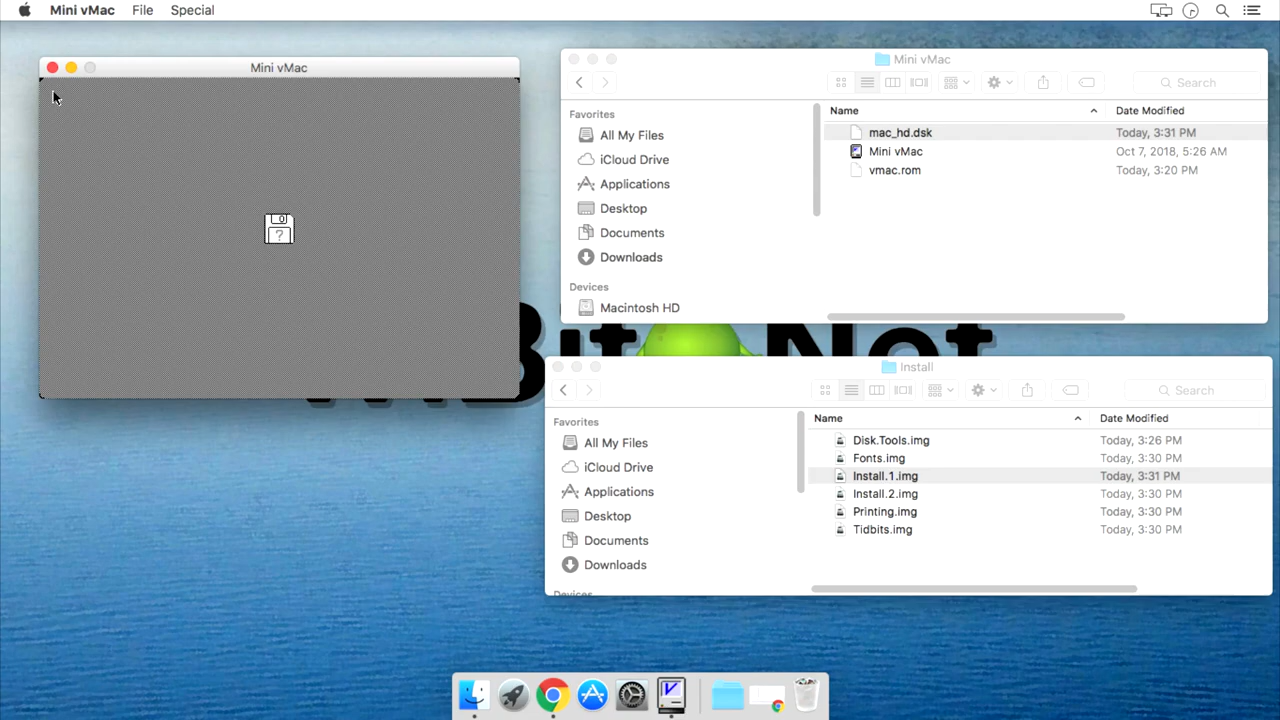 Mini vMac File Special
Mini vMac
?
Mini vMac
Search
Favorites
All My Files
iCloud Drive
Applications
Desktop
Documents
Downloads
Devices
Macintosh HD
Name Date Modified
mac_hd.dsk Today, 3:31 PM
Mini vMac Oct 7, 2018, 5:26 AM
vmac.rom Today, 3:20 PM
Bit Net
Install
Search
Favorites
All My Files
iCloud Drive
Applications
Desktop
Documents
Downloads
Devices
Name Date Modified
Disk.Tools.img Today, 3:26 PM
Fonts.img Today, 3:30 PM
Install.1.img Today, 3:31 PM
Install.2.img Today, 3:30 PM
Printing.img Today, 3:30 PM
Tidbits.img Today, 3:30 PM